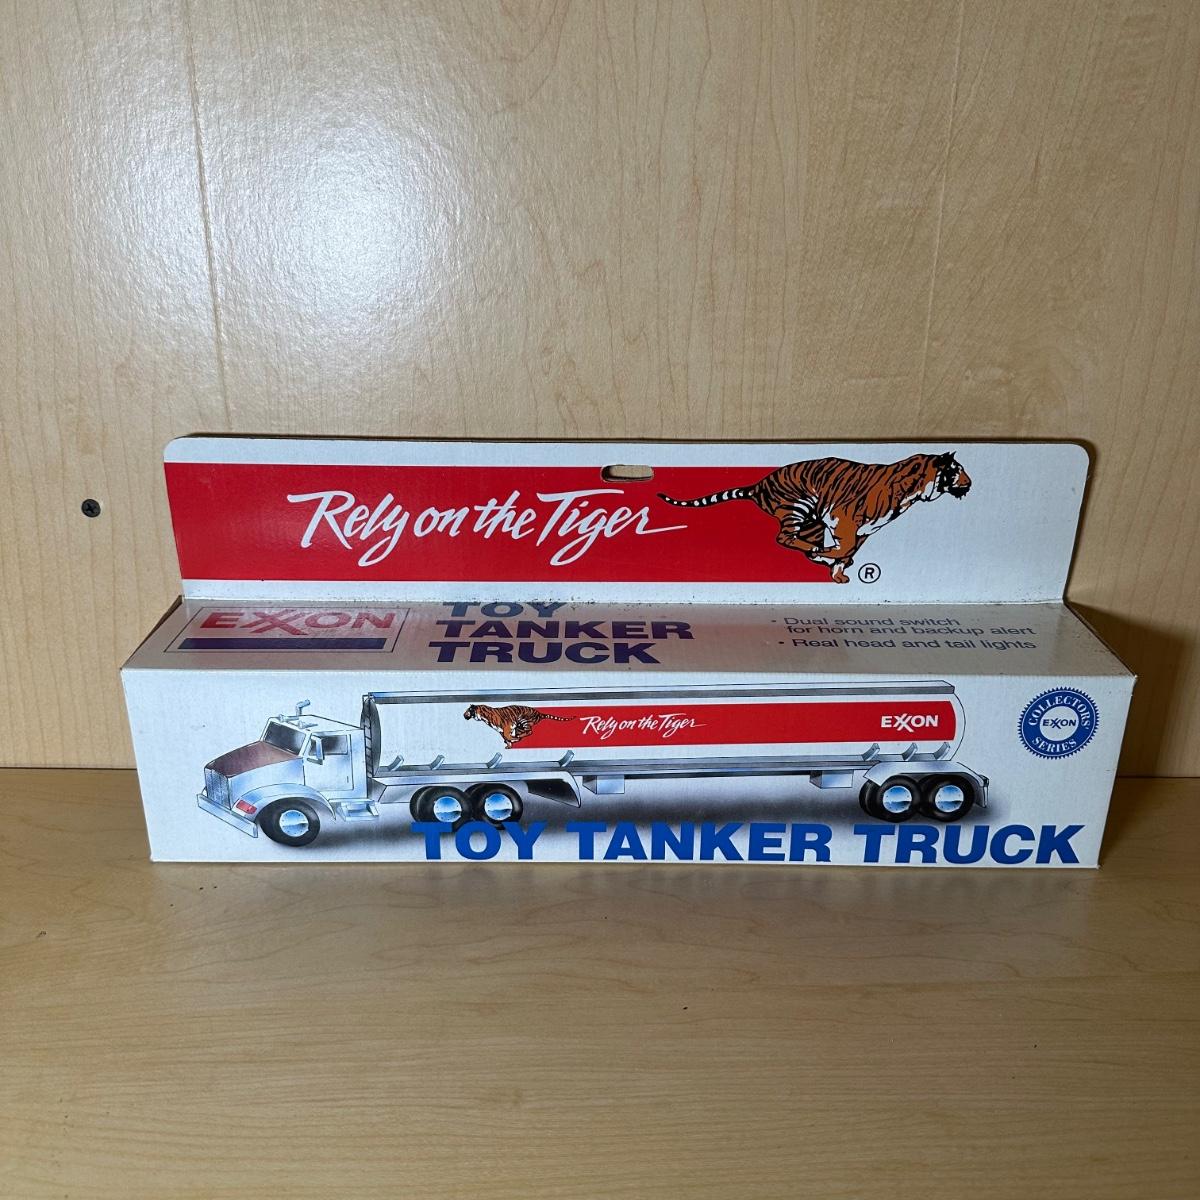 Rely on the Tiger
®
EXXON
TOY
TANKER
TRUCK
• Dual sound switch
for horn and backup alert
• Real head and tail lights
Rely on the Tiger
EXXON
COLLECTORS
EXXON
SERIES
TOY TANKER TRUCK